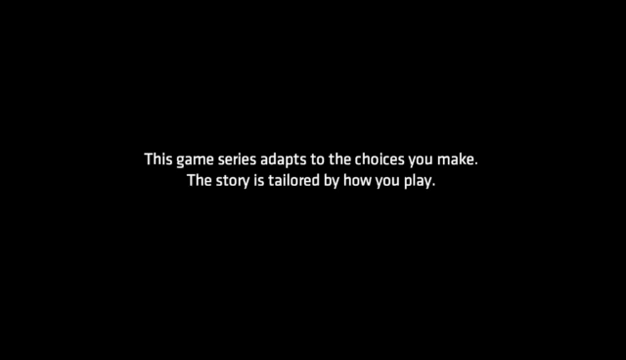 This game series adapts to the choices you make.
The story is tailored by how you play.